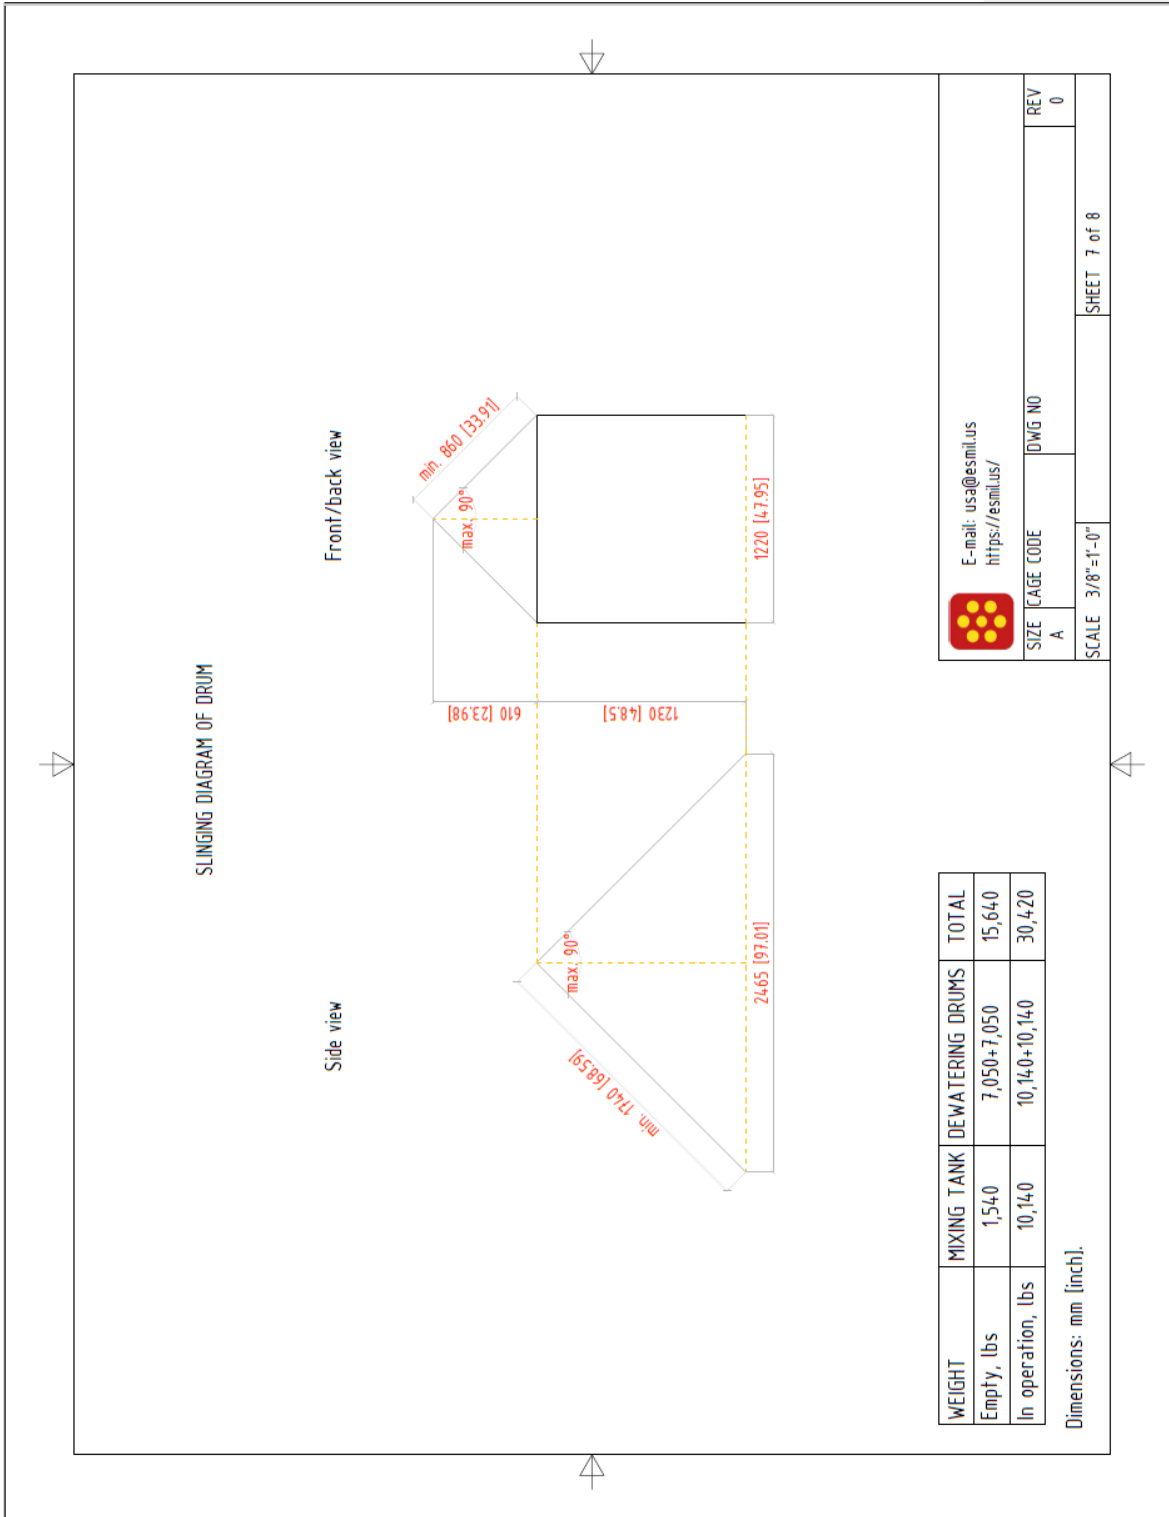 SLINGING DIAGRAM OF DRUM
Side view
Front/back view
min. 1740 [68.59]
max. 90°
2465 [97.01]
610 [23.98]
1230 [48.5]
min. 860 [33.91]
max. 90°
1220 [47.95]
WEIGHT MIXING TANK DEWATERING DRUMS TOTAL
Empty, lbs 1,540 7,050+7,050 15,640
In operation, lbs 10,140 10,140+10,140 30,420
Dimensions: mm [inch].
E-mail: usa@esmil.us
https://esmil.us/
SIZE CAGE CODE DWG NO REV
A 0
SCALE 3/8"=1'-0" SHEET 7 of 8